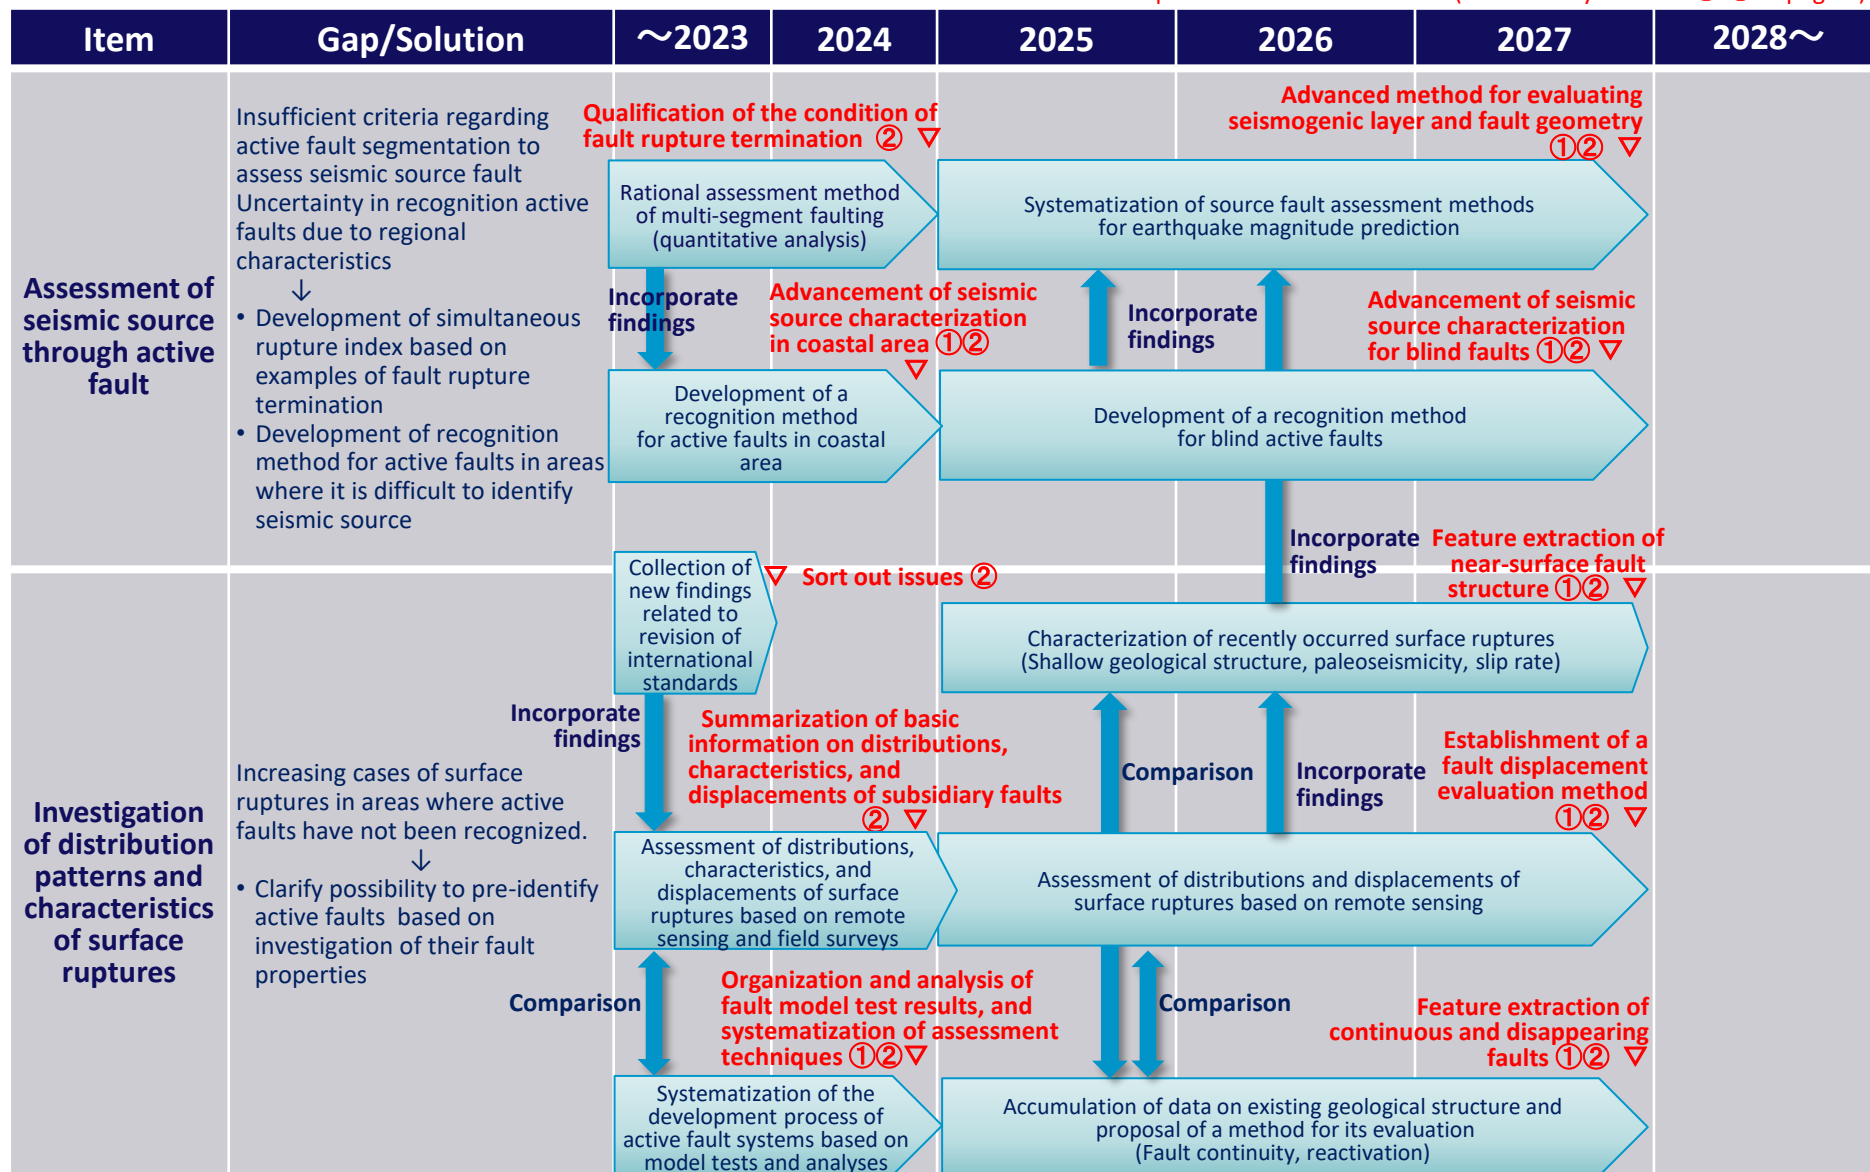 Item
Gap/Solution
～2023
2024
2025
2026
2027
2028～
Assessment of
seismic source
through active
fault
Insufficient criteria regarding
active fault segmentation to
assess seismic source fault
Uncertainty in recognition active
faults due to regional
characteristics
↓
• Development of simultaneous
rupture index based on
examples of fault rupture
termination
• Development of recognition
method for active faults in areas
where it is difficult to identify
seismic source
Qualification of the condition of
fault rupture termination ② ▽
Advanced method for evaluating
seismogenic layer and fault geometry
①② ▽
Rational assessment method
of multi-segment faulting
(quantitative analysis)
Systematization of source fault assessment methods
for earthquake magnitude prediction
Incorporate
findings
Advancement of seismic
source characterization
in coastal area ①②
▽
Incorporate
findings
Advancement of seismic
source characterization
for blind faults ①② ▽
Development of a
recognition method
for active faults in coastal
area
Development of a recognition method
for blind active faults
Incorporate
findings
Feature extraction of
near-surface fault
structure ①② ▽
Investigation
of distribution
patterns and
characteristics
of surface
ruptures
Increasing cases of surface
ruptures in areas where active
faults have not been recognized.
↓
• Clarify possibility to pre-identify
active faults based on
investigation of their fault
properties
Collection of
new findings
related to
revision of
international
standards
▽ Sort out issues ②
Characterization of recently occurred surface ruptures
(Shallow geological structure, paleoseismicity, slip rate)
Incorporate
findings
Summarization of basic
information on distributions,
characteristics, and
displacements of subsidiary faults
② ▽
Comparison
Incorporate
findings
Establishment of a
fault displacement
evaluation method
①② ▽
Assessment of distributions,
characteristics, and
displacements of surface
ruptures based on remote
sensing and field surveys
Assessment of distributions and displacements of
surface ruptures based on remote sensing
Comparison
Organization and analysis of
fault model test results, and
systematization of assessment
techniques ①②▽
Comparison
Feature extraction of
continuous and disappearing
faults ①② ▽
Systematization of the
development process of
active fault systems based on
model tests and analyses
Accumulation of data on existing geological structure and
proposal of a method for its evaluation
(Fault continuity, reactivation)